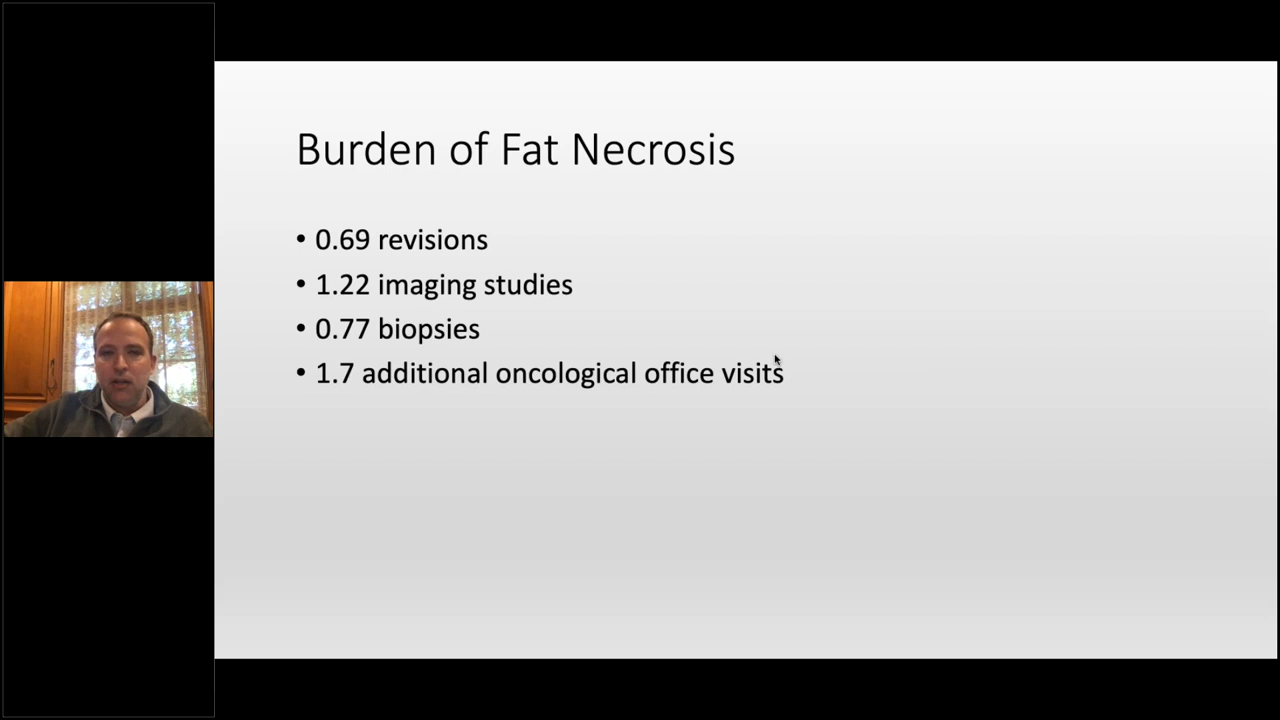 Burden of Fat Necrosis
• 0.69 revisions
• 1.22 imaging studies
• 0.77 biopsies
• 1.7 additional oncological office visits